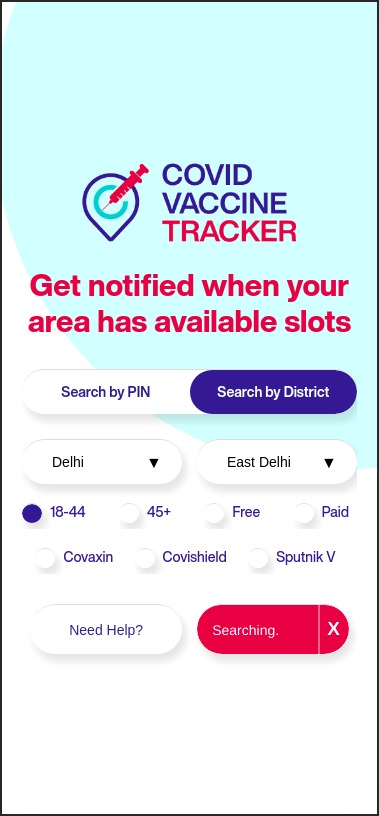 COVID
VACCINE
TRACKER
Get notified when your
area has available slots
Search by PIN Search by District
Delhi ▼ East Delhi ▼
18-44 45+ Free Paid
Covaxin Covishield Sputnik V
Need Help? Searching. X